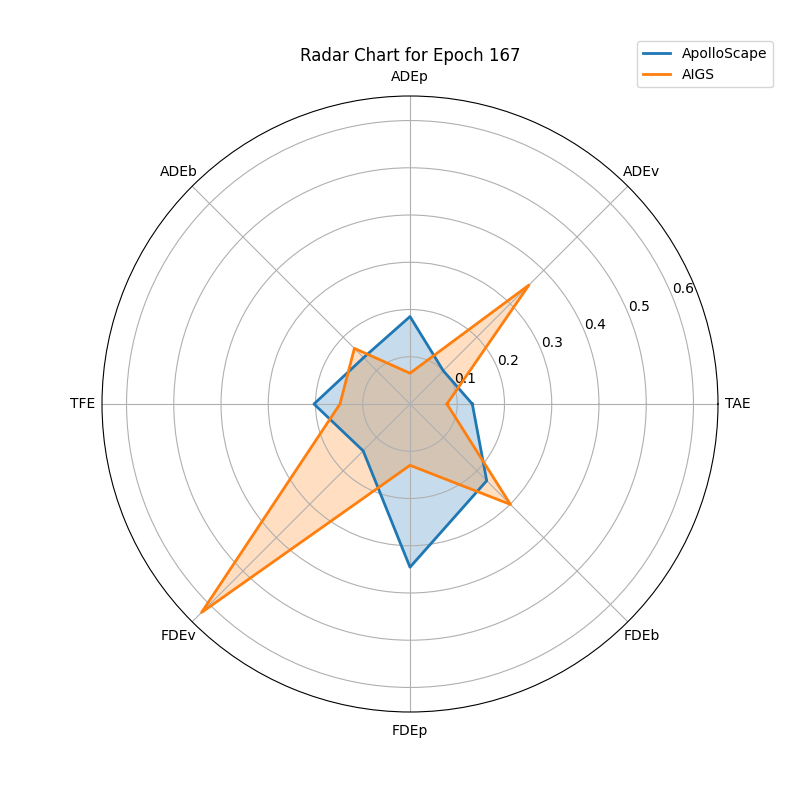 Radar Chart for Epoch 167
ApolloScape
AIGS
ADEp
ADEb
ADEv
0.6
0.5
0.4
0.3
0.2
0.1
TFE
TAE
FDEv
FDEb
FDEp